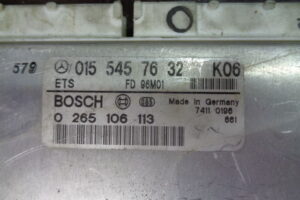 579
015 545 76 32 K06
ETS FD 96M01
BOSCH
Made in Germany
0 265 106 113
7411 0196
661